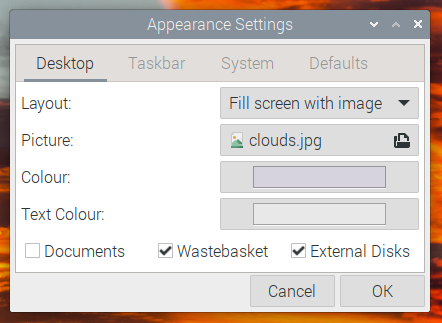 Appearance Settings
Desktop Taskbar System Defaults
Layout: Fill screen with image
Picture: clouds.jpg
Colour:
Text Colour:
Documents Wastebasket External Disks
Cancel OK